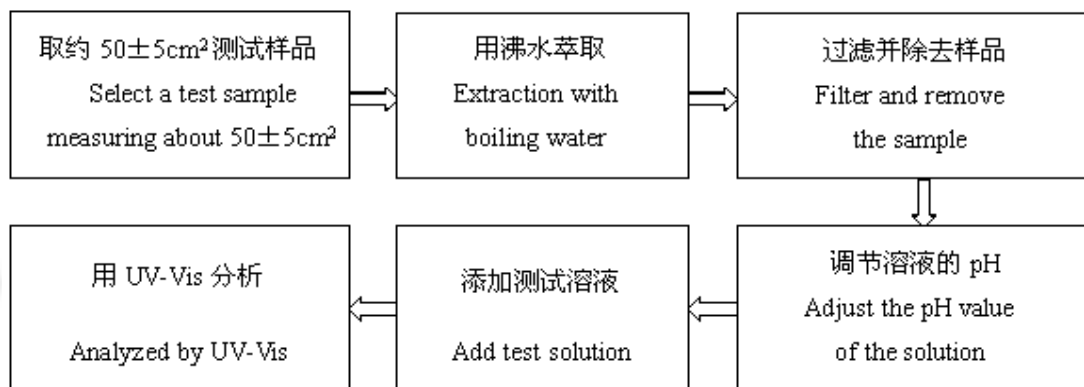 取约 50±5cm² 测试样品
Select a test sample
measuring about 50±5cm²
用沸水萃取
Extraction with
boiling water
过滤并除去样品
Filter and remove
the sample
调节溶液的 pH
Adjust the pH value
of the solution
添加测试溶液
Add test solution
用 UV-Vis 分析
Analyzed by UV-Vis